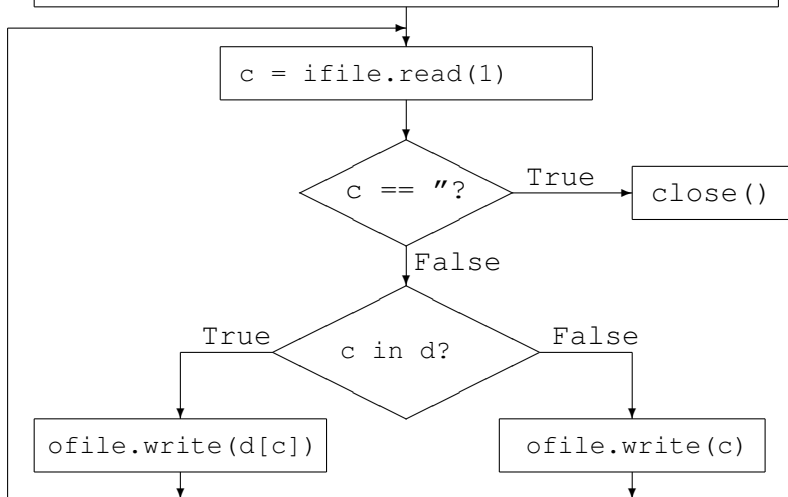 c = ifile.read(1)
c == ″?
True
close()
False
c in d?
True
False
ofile.write(d[c])
ofile.write(c)